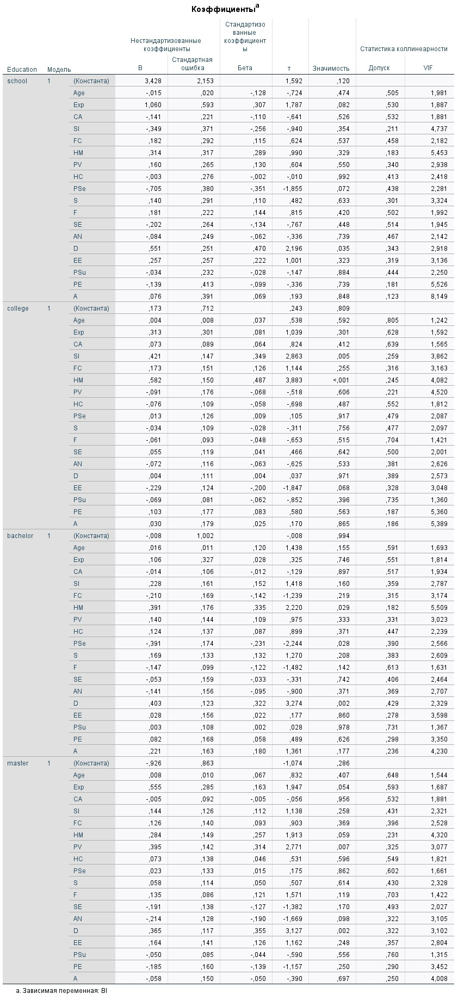 Коэффициентыa
Education Модель Нестандартизованные коэффициенты Стандартизованные коэффициенты т Значимость Статистика коллинеарности
B Стандартная ошибка Бета Допуск VIF
school 1 (Константа) 3,428 2,153 1,592 ,120
Age -,015 ,020 -,128 -,724 ,474 ,505 1,981
Exp 1,060 ,593 ,307 1,787 ,082 ,530 1,887
CA -,141 ,221 -,110 -,641 ,526 ,532 1,881
SI -,349 ,371 -,256 -,940 ,354 ,211 4,737
FC ,182 ,292 ,115 ,624 ,537 ,458 2,182
HM ,314 ,317 ,289 ,990 ,329 ,183 5,453
PV ,160 ,265 ,130 ,604 ,550 ,340 2,938
HC -,003 ,276 -,002 -,010 ,992 ,413 2,418
PSe -,705 ,380 -,351 -1,855 ,072 ,438 2,281
S ,140 ,291 ,110 ,482 ,633 ,301 3,324
F ,181 ,222 ,144 ,815 ,420 ,502 1,992
SE -,202 ,264 -,134 -,767 ,448 ,514 1,945
AN -,084 ,249 -,062 -,336 ,739 ,467 2,142
D ,551 ,251 ,470 2,196 ,035 ,343 2,918
EE ,257 ,257 ,222 1,001 ,323 ,319 3,136
PSu -,034 ,232 -,028 -,147 ,884 ,444 2,250
PE -,139 ,413 -,099 -,336 ,739 ,181 5,526
A ,076 ,391 ,069 ,193 ,848 ,123 8,149
college 1 (Константа) ,173 ,712 ,243 ,809
Age ,004 ,008 ,037 ,538 ,592 ,805 1,242
Exp ,313 ,301 ,081 1,039 ,301 ,628 1,592
CA ,073 ,089 ,064 ,824 ,412 ,639 1,565
SI ,421 ,147 ,349 2,863 ,005 ,259 3,862
FC ,173 ,151 ,126 1,144 ,255 ,316 3,163
HM ,582 ,150 ,487 3,883 <,001 ,245 4,082
PV -,091 ,176 -,068 -,518 ,606 ,221 4,520
HC -,076 ,109 -,058 -,698 ,487 ,552 1,812
PSe ,013 ,126 ,009 ,105 ,917 ,479 2,087
S -,034 ,109 -,028 -,311 ,756 ,477 2,097
F -,061 ,093 -,048 -,653 ,515 ,704 1,421
SE ,055 ,119 ,041 ,466 ,642 ,500 2,001
AN -,072 ,116 -,063 -,625 ,533 ,381 2,626
D ,004 ,111 ,004 ,037 ,971 ,389 2,573
EE -,229 ,124 -,200 -1,847 ,068 ,328 3,048
PSu -,069 ,081 -,062 -,852 ,396 ,735 1,360
PE ,103 ,177 ,083 ,580 ,563 ,187 5,360
A ,030 ,179 ,025 ,170 ,865 ,186 5,389
bachelor 1 (Константа) -,008 1,002 -,008 ,994
Age ,016 ,011 ,120 1,438 ,155 ,591 1,693
Exp ,106 ,327 ,028 ,325 ,746 ,551 1,814
CA -,014 ,106 -,012 -,129 ,897 ,517 1,934
SI ,228 ,161 ,152 1,418 ,160 ,359 2,787
FC -,210 ,169 -,142 -1,239 ,219 ,315 3,174
HM ,391 ,176 ,335 2,220 ,029 ,182 5,509
PV ,140 ,144 ,109 ,975 ,333 ,331 3,023
HC ,124 ,137 ,087 ,899 ,371 ,447 2,239
PSe -,391 ,174 -,231 -2,244 ,028 ,390 2,566
S ,169 ,133 ,132 1,270 ,208 ,383 2,609
F -,147 ,099 -,122 -1,482 ,142 ,613 1,631
SE -,053 ,159 -,033 -,331 ,742 ,406 2,464
AN -,141 ,156 -,095 -,900 ,371 ,369 2,707
D ,403 ,123 ,322 3,274 ,002 ,429 2,329
EE ,028 ,156 ,022 ,177 ,860 ,278 3,598
PSu ,003 ,108 ,002 ,028 ,978 ,731 1,367
PE ,082 ,168 ,058 ,489 ,626 ,298 3,350
A ,221 ,163 ,180 1,361 ,177 ,236 4,230
master 1 (Константа) -,926 ,863 -1,074 ,286
Age ,008 ,010 ,067 ,832 ,407 ,648 1,544
Exp ,555 ,285 ,163 1,947 ,054 ,593 1,687
CA -,005 ,092 -,005 -,056 ,956 ,532 1,881
SI ,144 ,126 ,112 1,138 ,258 ,431 2,321
FC ,126 ,140 ,093 ,903 ,369 ,396 2,528
HM ,284 ,149 ,257 1,913 ,059 ,231 4,320
PV ,395 ,142 ,314 2,771 ,007 ,325 3,077
HC ,073 ,138 ,046 ,531 ,596 ,549 1,821
PSe ,023 ,133 ,015 ,175 ,862 ,602 1,661
S ,058 ,114 ,050 ,507 ,614 ,430 2,328
F ,135 ,086 ,121 1,571 ,119 ,703 1,422
SE -,191 ,138 -,127 -1,382 ,170 ,493 2,027
AN -,214 ,128 -,190 -1,669 ,098 ,322 3,105
D ,365 ,117 ,355 3,127 ,002 ,322 3,102
EE ,164 ,141 ,126 1,162 ,248 ,357 2,804
PSu -,050 ,085 -,044 -,590 ,556 ,760 1,315
PE -,185 ,160 -,139 -1,157 ,250 ,290 3,452
A -,058 ,150 -,050 -,390 ,697 ,250 4,008
a. Зависимая переменная: BI